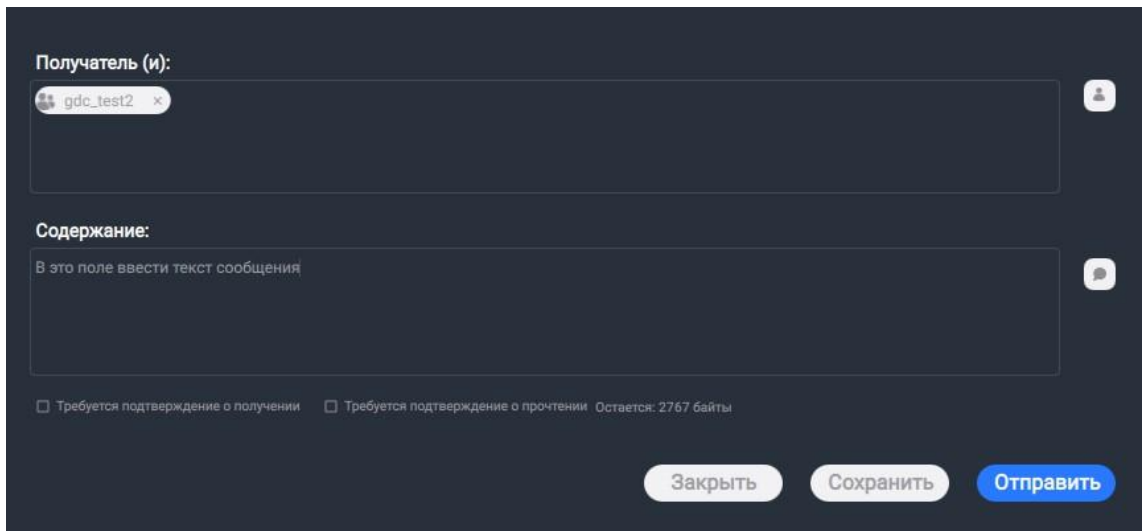 Получатель (и):
gdc_test2 ×
Содержание:
В это поле ввести текст сообщения
Требуется подтверждение о получении Требуется подтверждение о прочтении Остается: 2767 байты
Закрыть Сохранить Отправить